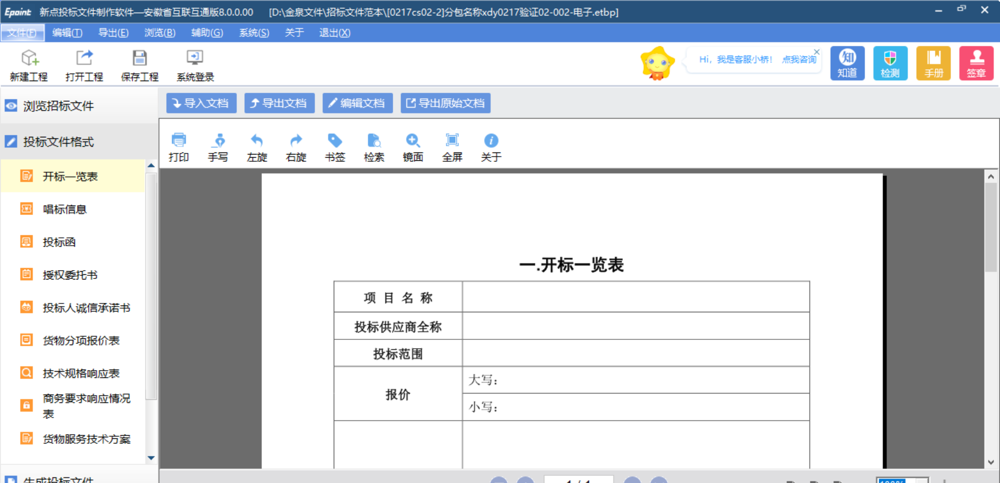 Epoint 新点投标文件制作软件—安徽省互联互通版8.0.0.00 [D:\金泉文件\招标文件范本\[0217cs02-2]分包名称xdy0217验证02-002-电子.etbp]
文件(F) 编辑(T) 导出(E) 浏览(B) 辅助(G) 系统(S) 关于 退出(X)
新建工程 打开工程 保存工程 系统登录
Hi，我是客服小桥！ 点我咨询
知 知道 检测 手册 签章
浏览招标文件
导入文档 导出文档 编辑文档 导出原始文档
投标文件格式
打印 手写 左旋 右旋 书签 检索 镜面 全屏 关于
开标一览表
唱标信息
投标函
授权委托书
投标人诚信承诺书
货物分项报价表
技术规格响应表
商务要求响应情况
表
货物服务技术方案
生成投标文件
一.开标一览表
项 目 名 称
投标供应商全称
投标范围
报价
大写：
小写：
1 / 1
100%